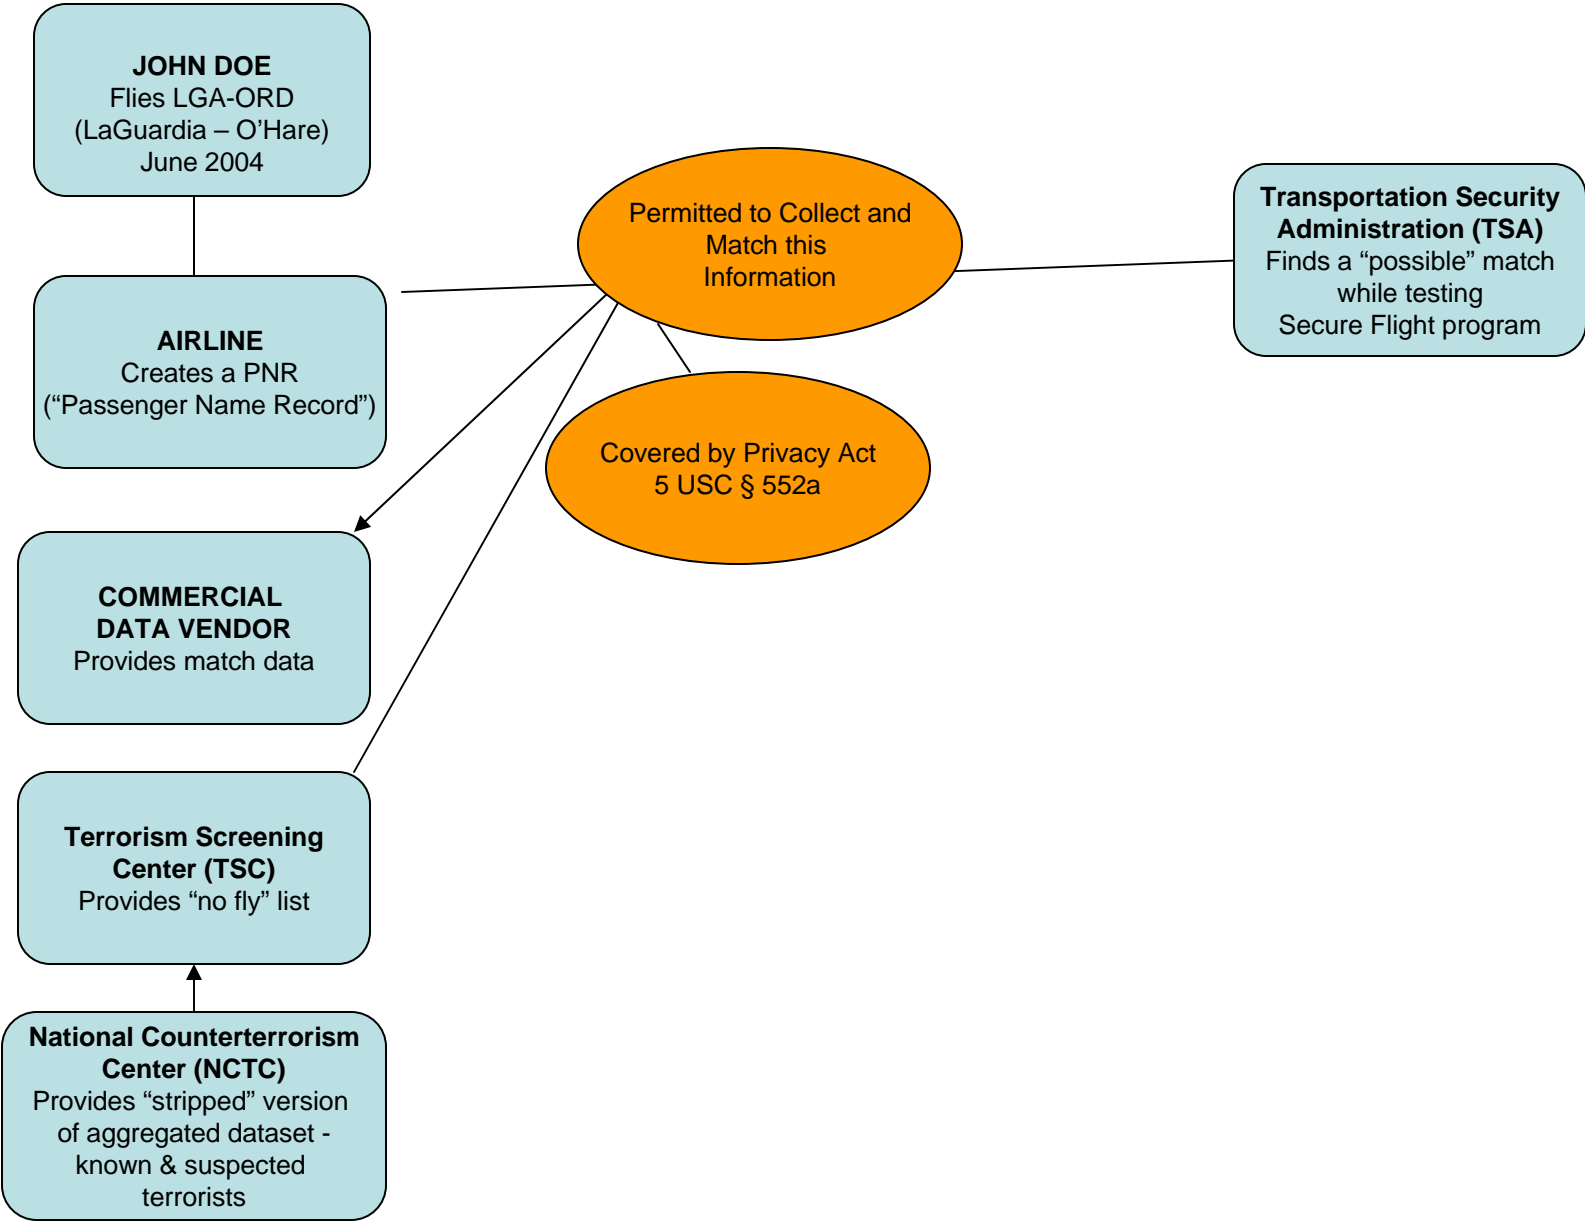 JOHN DOE
Flies LGA-ORD
(LaGuardia – O’Hare)
June 2004
AIRLINE
Creates a PNR
(“Passenger Name Record”)
COMMERCIAL
DATA VENDOR
Provides match data
Terrorism Screening
Center (TSC)
Provides “no fly” list
National Counterterrorism
Center (NCTC)
Provides “stripped” version
of aggregated dataset -
known & suspected
terrorists
Permitted to Collect and
Match this
Information
Covered by Privacy Act
5 USC § 552a
Transportation Security
Administration (TSA)
Finds a “possible” match
while testing
Secure Flight program